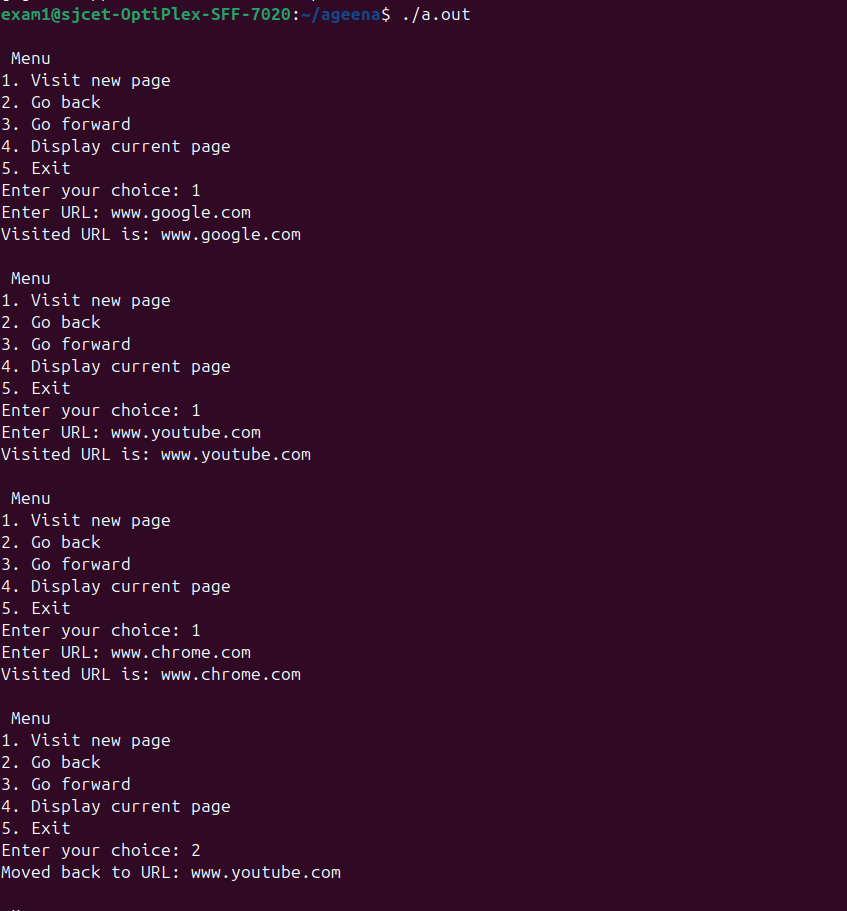 exam1@sjcet-OptiPlex-SFF-7020:~/ageena$ ./a.out
Menu
1. Visit new page
2. Go back
3. Go forward
4. Display current page
5. Exit
Enter your choice: 1
Enter URL: www.google.com
Visited URL is: www.google.com
Menu
1. Visit new page
2. Go back
3. Go forward
4. Display current page
5. Exit
Enter your choice: 1
Enter URL: www.youtube.com
Visited URL is: www.youtube.com
Menu
1. Visit new page
2. Go back
3. Go forward
4. Display current page
5. Exit
Enter your choice: 1
Enter URL: www.chrome.com
Visited URL is: www.chrome.com
Menu
1. Visit new page
2. Go back
3. Go forward
4. Display current page
5. Exit
Enter your choice: 2
Moved back to URL: www.youtube.com